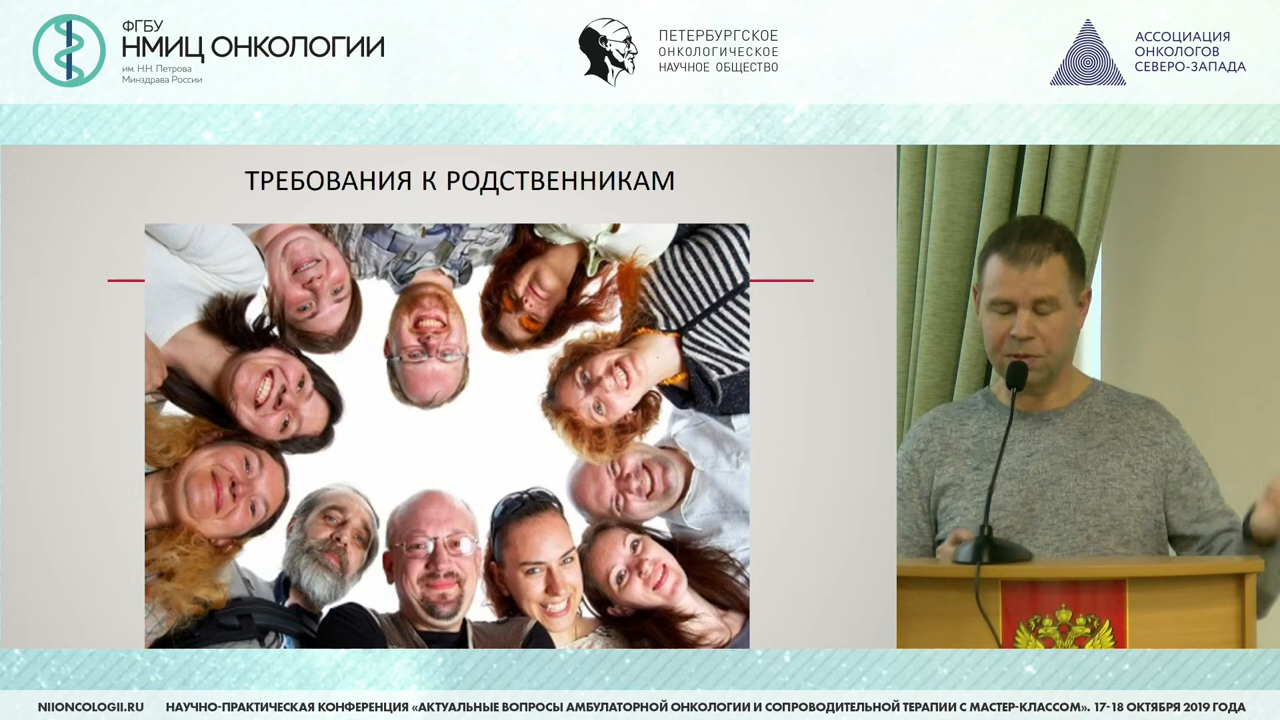 ФГБУ
НМИЦ ОНКОЛОГИИ
им. Н.Н. Петрова
Минздрава России
ПЕТЕРБУРГСКОЕ
ОНКОЛОГИЧЕСКОЕ
НАУЧНОЕ ОБЩЕСТВО
АССОЦИАЦИЯ
ОНКОЛОГОВ
СЕВЕРО-ЗАПАДА
ТРЕБОВАНИЯ К РОДСТВЕННИКАМ
NIIONCOLOGII.RU НАУЧНО-ПРАКТИЧЕСКАЯ КОНФЕРЕНЦИЯ «АКТУАЛЬНЫЕ ВОПРОСЫ АМБУЛАТОРНОЙ ОНКОЛОГИИ И СОПРОВОДИТЕЛЬНОЙ ТЕРАПИИ С МАСТЕР-КЛАССОМ». 17-18 ОКТЯБРЯ 2019 ГОДА